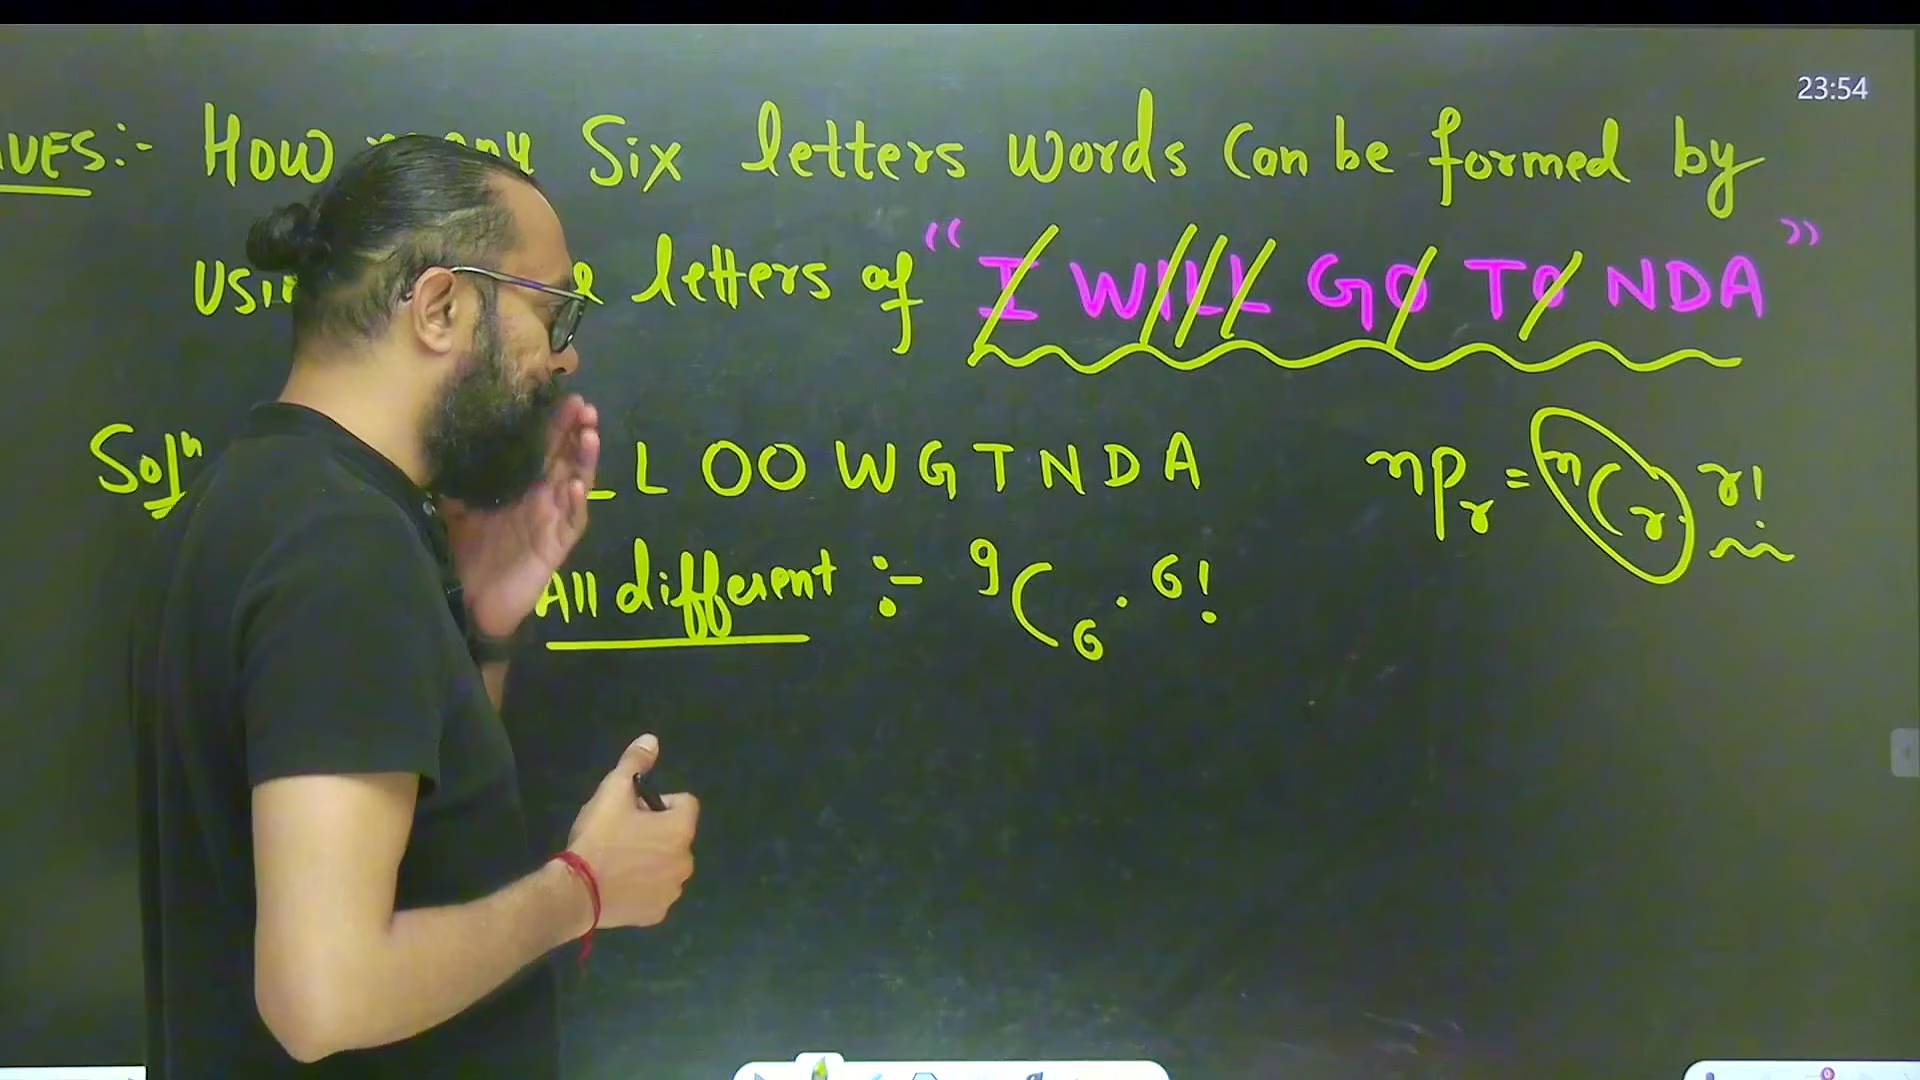 23:54
UES:- How Six letters words can be formed by
letters of "I WILL GO TO NDA"
Solⁿ L O O W G T N D A nPr = ⁿCr r!
All different :- ⁹C₆ . 6!